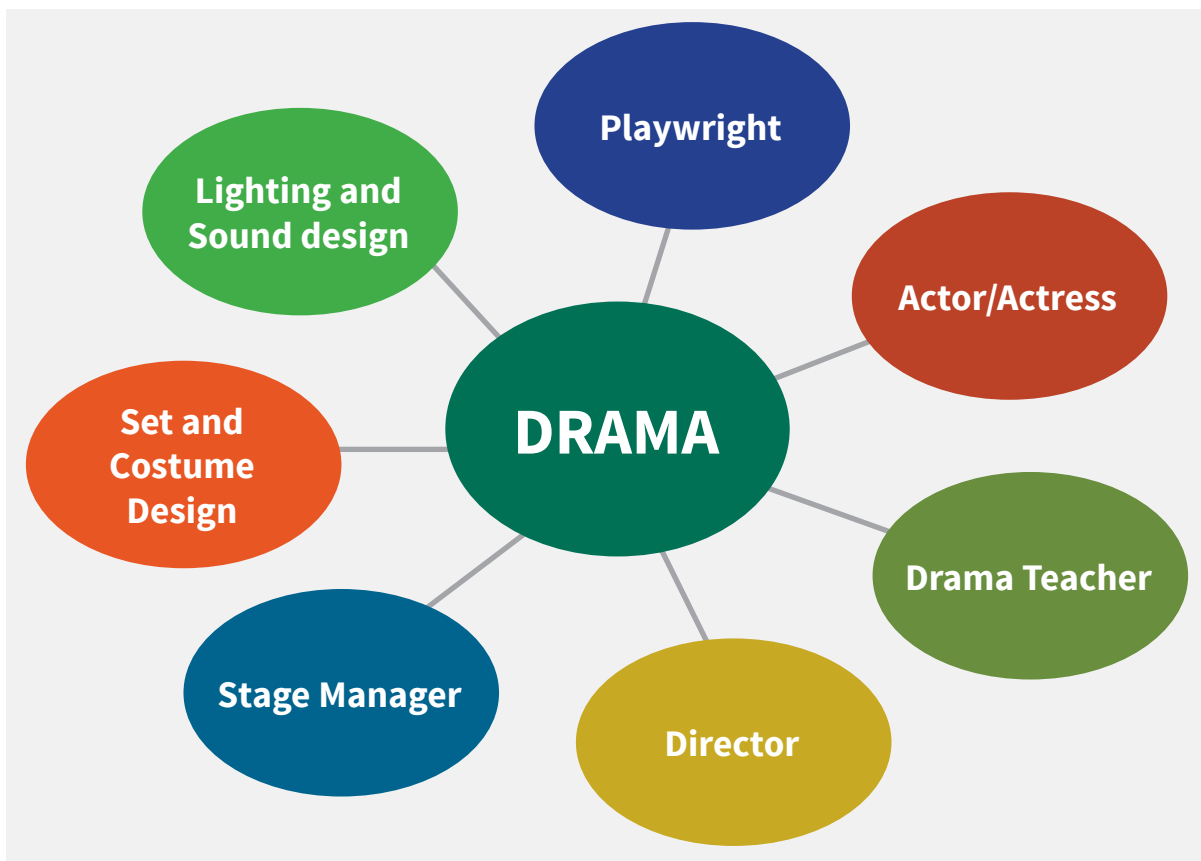 Playwright
Lighting and
Sound design
Actor/Actress
DRAMA
Set and
Costume
Design
Drama Teacher
Stage Manager
Director